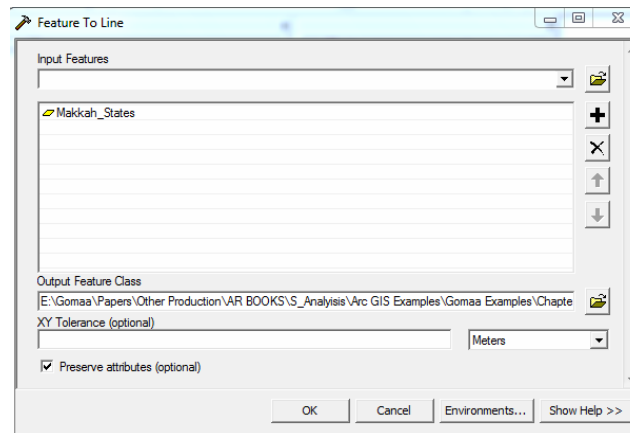 Feature To Line
Input Features
Makkah_States
Output Feature Class
E:\Gomaa\Papers\Other Production\AR BOOKS\S_Analyisis\Arc GIS Examples\Gomaa Examples\Chapte
XY Tolerance (optional)
Meters
Preserve attributes (optional)
OK Cancel Environments... Show Help >>